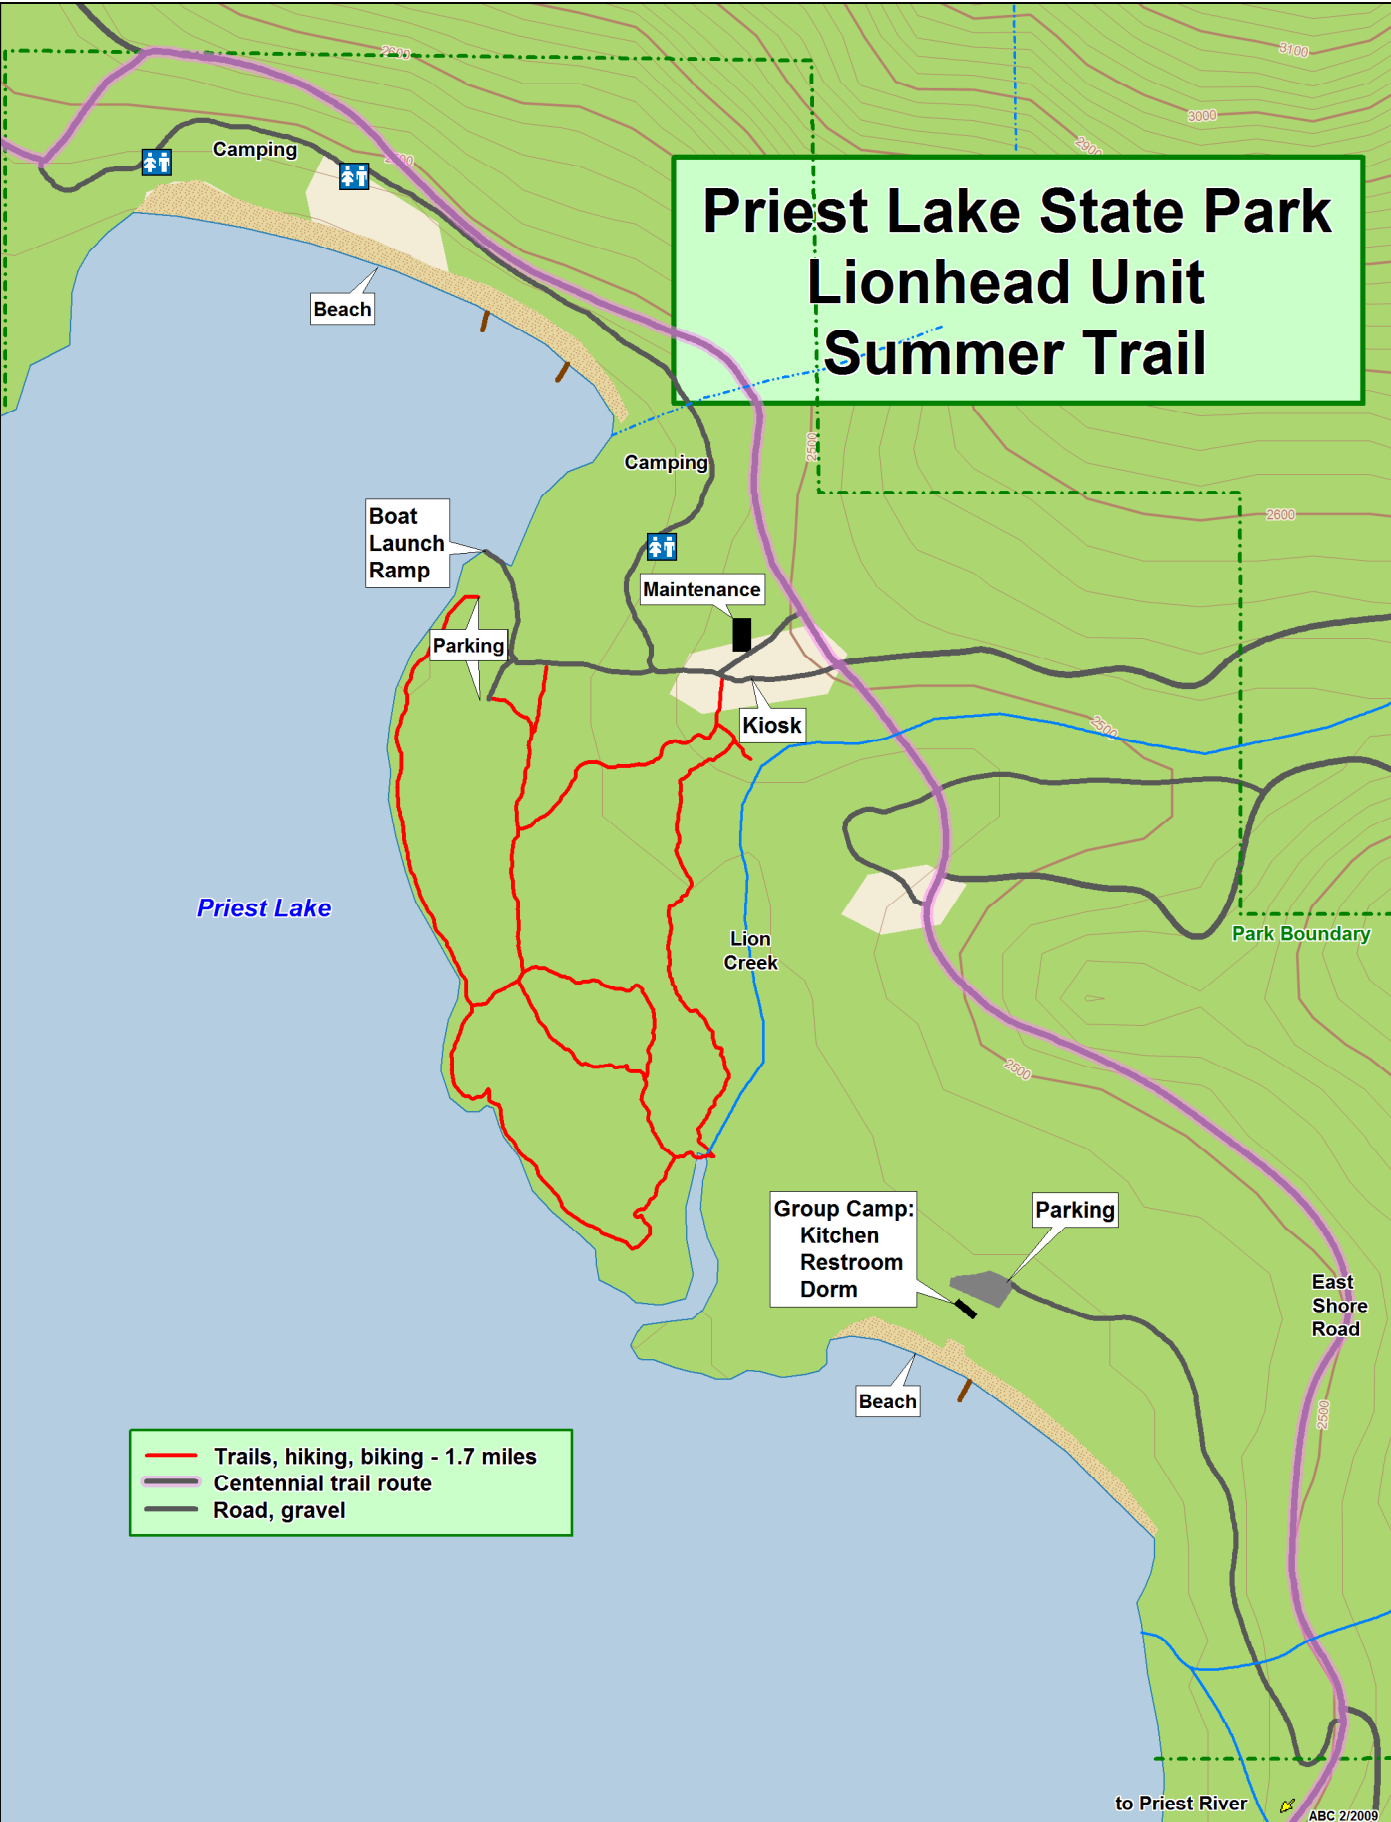 2600
3100
3000
2900
Camping
2700
Priest Lake State Park
Lionhead Unit
Summer Trail
Beach
2500
Camping
Boat
Launch
Ramp
2600
Maintenance
Parking
Kiosk
2500
Priest Lake
Lion
Creek
Park Boundary
2500
Group Camp:
Kitchen
Restroom
Dorm
Parking
East
Shore
Road
Beach
2500
Trails, hiking, biking - 1.7 miles
Centennial trail route
Road, gravel
to Priest River
ABC 2/2009